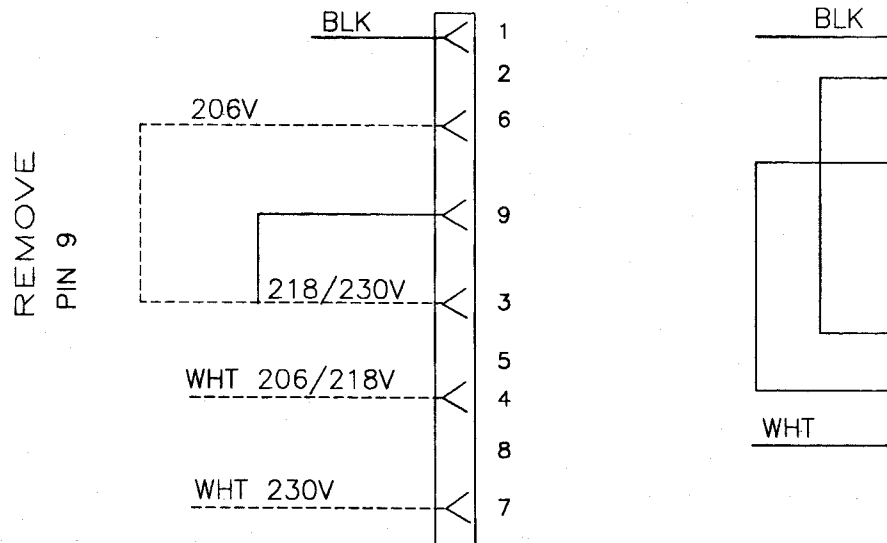 BLK
1
2
206V
6
9
218/230V
3
5
WHT 206/218V
4
8
WHT 230V
7
REMOVE
PIN 9
BLK
WHT